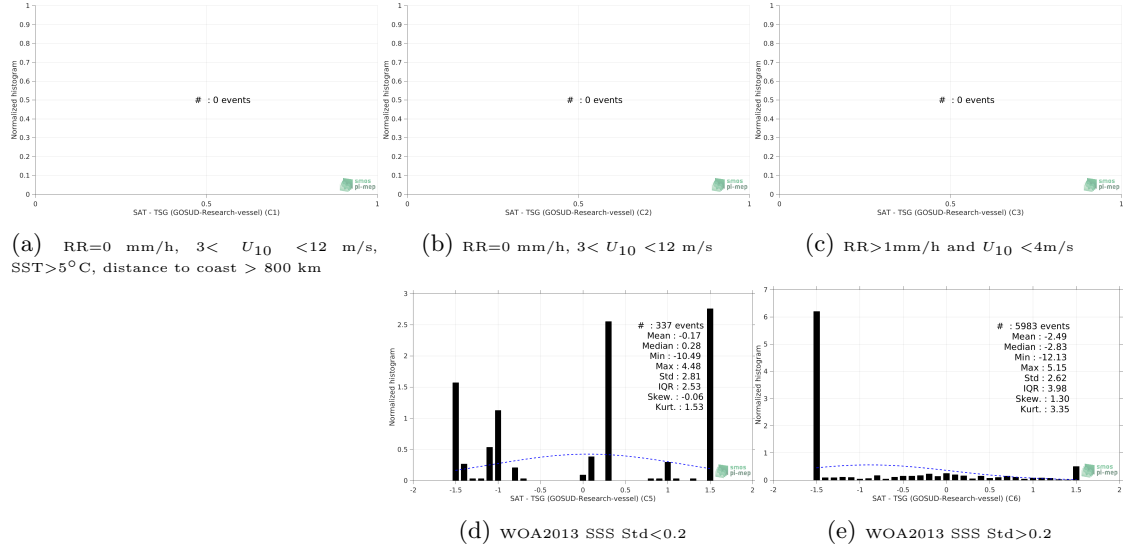 1
0.9
0.8
0.7
0.6
0.5
0.4
0.3
0.2
0.1
0
Normalized histogram
# : 0 events
smos
pi-mep
0 0.5 1
SAT - TSG (GOSUD-Research-vessel) (C1)
1
0.9
0.8
0.7
0.6
0.5
0.4
0.3
0.2
0.1
0
Normalized histogram
# : 0 events
smos
pi-mep
0 0.5 1
SAT - TSG (GOSUD-Research-vessel) (C2)
1
0.9
0.8
0.7
0.6
0.5
0.4
0.3
0.2
0.1
0
Normalized histogram
# : 0 events
smos
pi-mep
0 0.5 1
SAT - TSG (GOSUD-Research-vessel) (C3)
(a) RR=0 mm/h, 3< U10 <12 m/s,
SST>5°C, distance to coast > 800 km
(b) RR=0 mm/h, 3< U10 <12 m/s
(c) RR>1mm/h and U10 <4m/s
3
2.5
2
1.5
1
0.5
0
Normalized histogram
# : 337 events
Mean : -0.17
Median : 0.28
Min : -10.49
Max : 4.48
Std : 2.81
IQR : 2.53
Skew. : -0.06
Kurt. : 1.53
smos
pi-mep
-2 -1.5 -1 -0.5 0 0.5 1 1.5 2
SAT - TSG (GOSUD-Research-vessel) (C5)
7
6
5
4
3
2
1
0
Normalized histogram
# : 5983 events
Mean : -2.49
Median : -2.83
Min : -12.13
Max : 5.15
Std : 2.62
IQR : 3.98
Skew. : 1.30
Kurt. : 3.35
smos
pi-mep
-2 -1.5 -1 -0.5 0 0.5 1 1.5 2
SAT - TSG (GOSUD-Research-vessel) (C6)
(d) WOA2013 SSS Std<0.2
(e) WOA2013 SSS Std>0.2